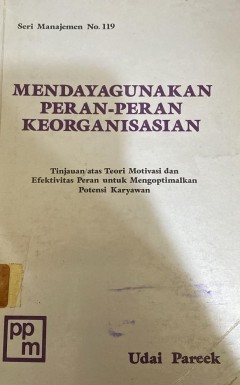 Seri Manajemen No. 119
MENDAYAGUNAKAN
PERAN-PERAN
KEORGANISASIAN
Tinjauan atas Teori Motivasi dan
Efektivitas Peran untuk Mengoptimalkan
Potensi Karyawan
pp
m
Udai Pareek